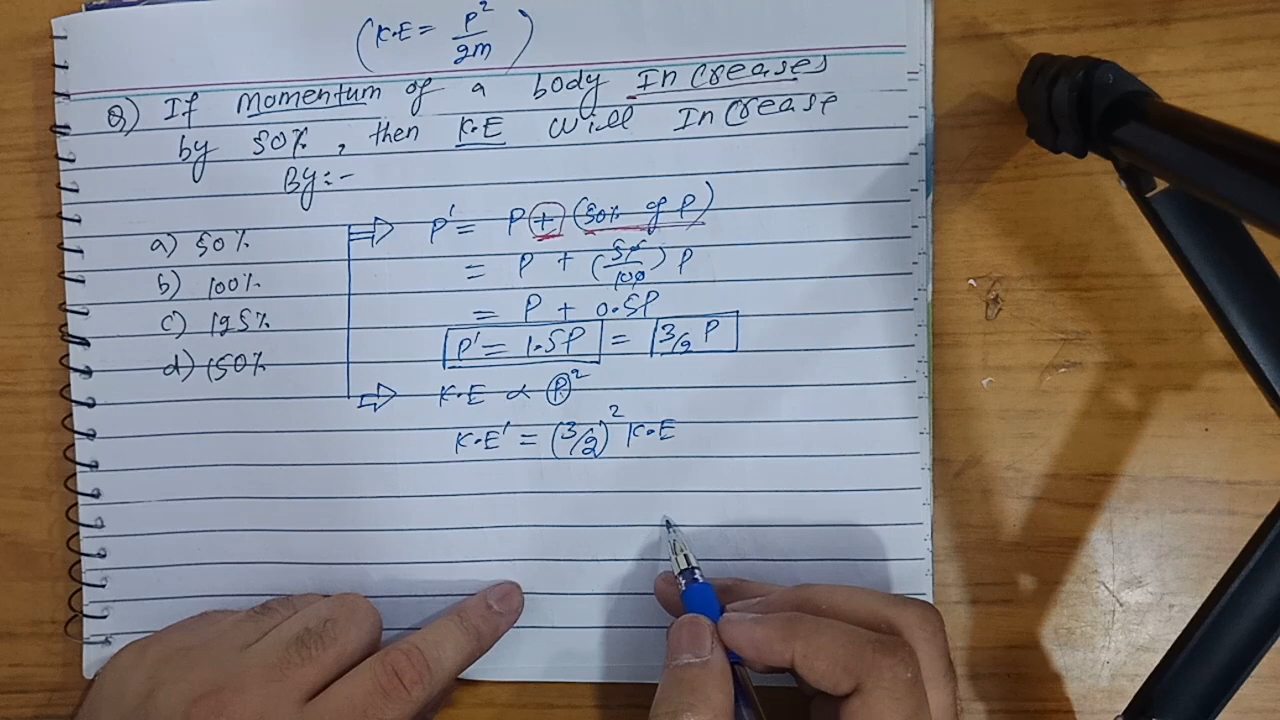 (K.E = P²/2m)
Q) If Momentum of a body Increases
by 50%, then K.E will Increase
By:-
a) 50%
b) 100%
c) 125%
d) 150%
⇒ P' = P + (50% of P)
= P + (50/100) P
= P + 0.5P
P' = 1.5P = 3/2 P
⇒ K.E ∝ P²
K.E' = (3/2)² K.E